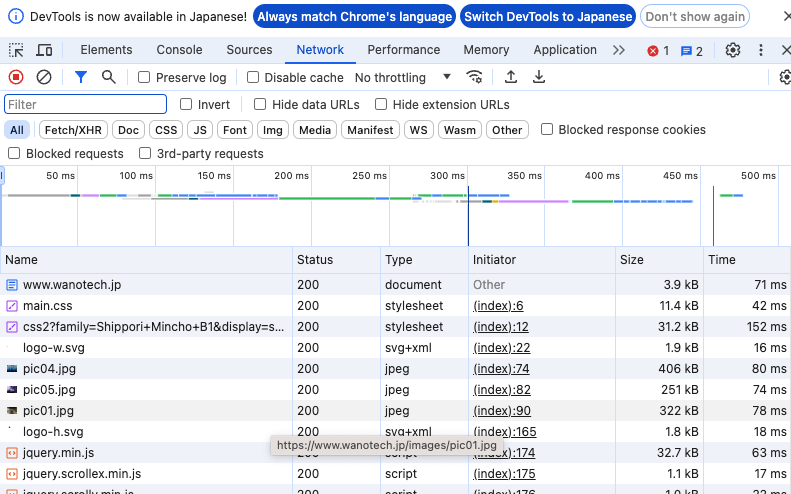 DevTools is now available in Japanese! Always match Chrome's language Switch DevTools to Japanese Don't show again
Elements Console Sources Network Performance Memory Application 1 2
Preserve log Disable cache No throttling
Filter Invert Hide data URLs Hide extension URLs
All Fetch/XHR Doc CSS JS Font Img Media Manifest WS Wasm Other Blocked response cookies
Blocked requests 3rd-party requests
50 ms 100 ms 150 ms 200 ms 250 ms 300 ms 350 ms 400 ms 450 ms 500 ms
Name Status Type Initiator Size Time
www.wanotech.jp 200 document Other 3.9 kB 71 ms
main.css 200 stylesheet (index):6 11.4 kB 42 ms
css2?family=Shippori+Mincho+B1&display=s... 200 stylesheet (index):12 31.2 kB 152 ms
logo-w.svg 200 svg+xml (index):22 1.9 kB 16 ms
pic04.jpg 200 jpeg (index):74 406 kB 80 ms
pic05.jpg 200 jpeg (index):82 251 kB 74 ms
pic01.jpg 200 jpeg (index):90 322 kB 78 ms
logo-h.svg 200 svg+xml (index):165 1.8 kB 18 ms
https://www.wanotech.jp/images/pic01.jpg
jquery.min.js 200 script (index):174 32.7 kB 63 ms
jquery.scrollex.min.js 200 script (index):175 1.1 kB 17 ms
jquery.scrolly.min.js 200 script (index):176